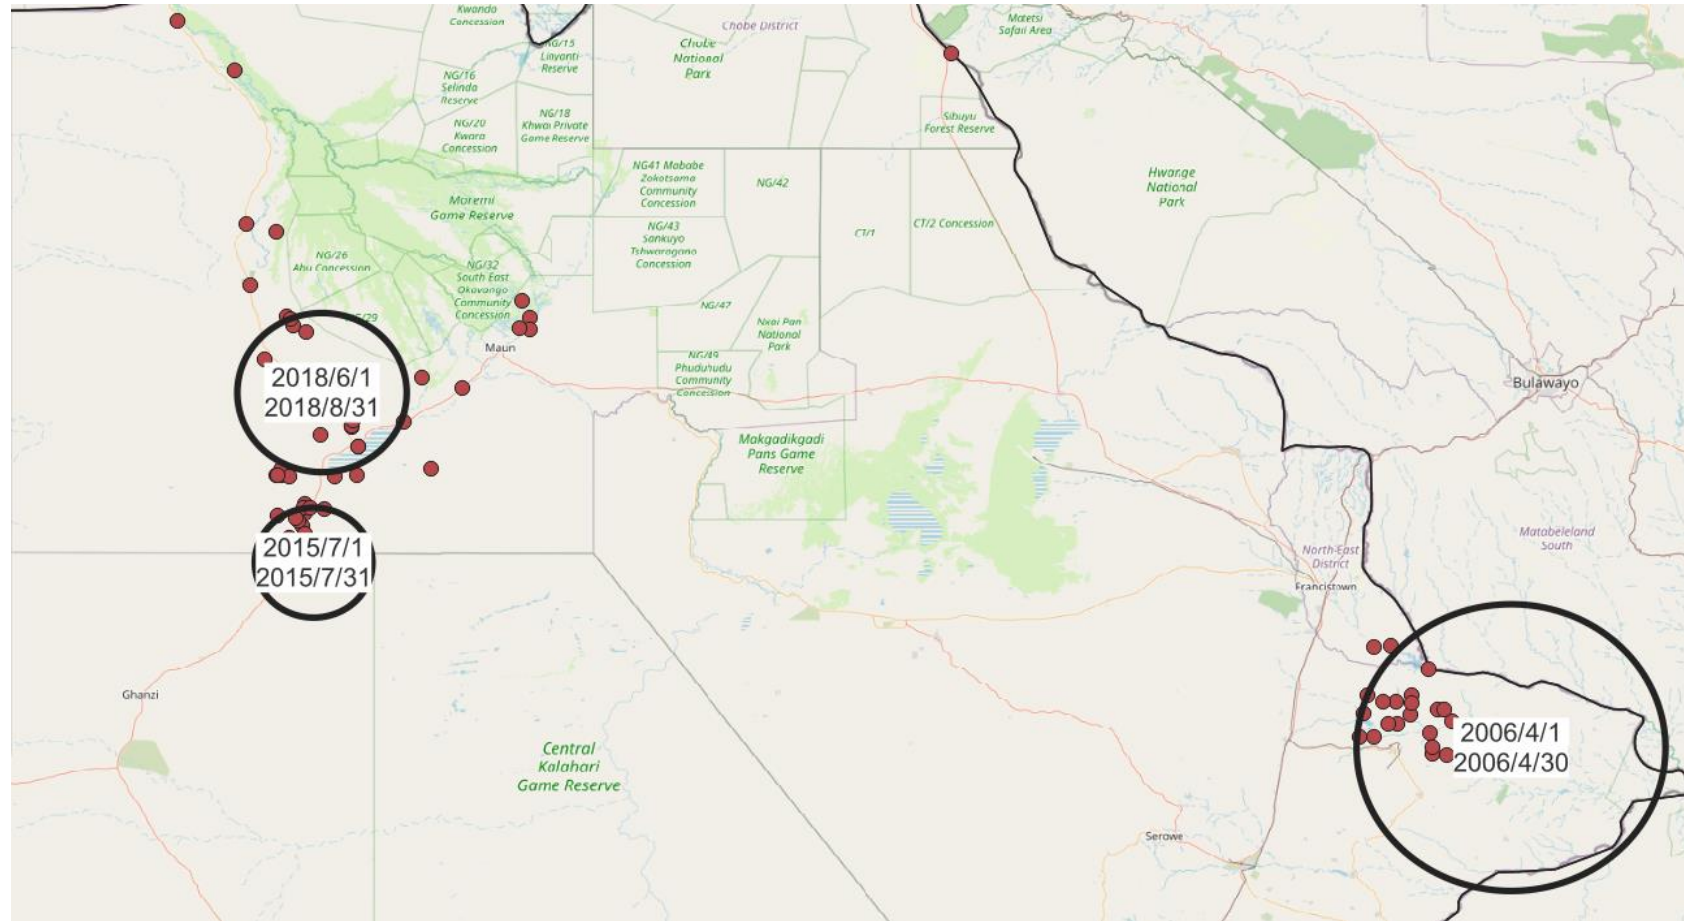 Kwando
Concession
Chobe District
Matetsi
Safari Area
NG/15
Linyanti
Reserve
Chobe
National
Park
NG/16
Selinda
Reserve
NG/18
Khwai Private
Game Reserve
NG/20
Kwara
Concession
Sibuyu
Forest Reserve
NG41 Mababe
Zokotsama
Community
Concession
NG/42
Hwange
National
Park
Moremi
Game Reserve
NG/43
Sankuyo
Tshwaragano
Community
Concession
CT/1
CT/2 Concession
NG/26
Abu Concession
NG/32
South East
Okavango
Community
Concession
NG/47
Nxai Pan
National
Park
Maun
NG/49
Phuduhudu
Community
Concession
2018/6/1
2018/8/31
Bulawayo
Makgadikgadi
Pans Game
Reserve
2015/7/1
2015/7/31
North-East
District
Francistown
Matabeleland
South
Ghanzi
2006/4/1
2006/4/30
Central
Kalahari
Game Reserve
Serowe